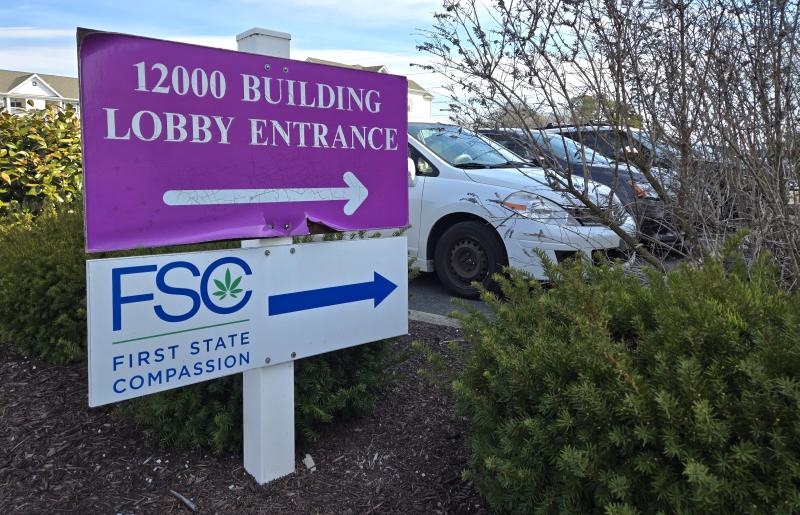 12000 BUILDING
LOBBY ENTRANCE
FSC
FIRST STATE
COMPASSION